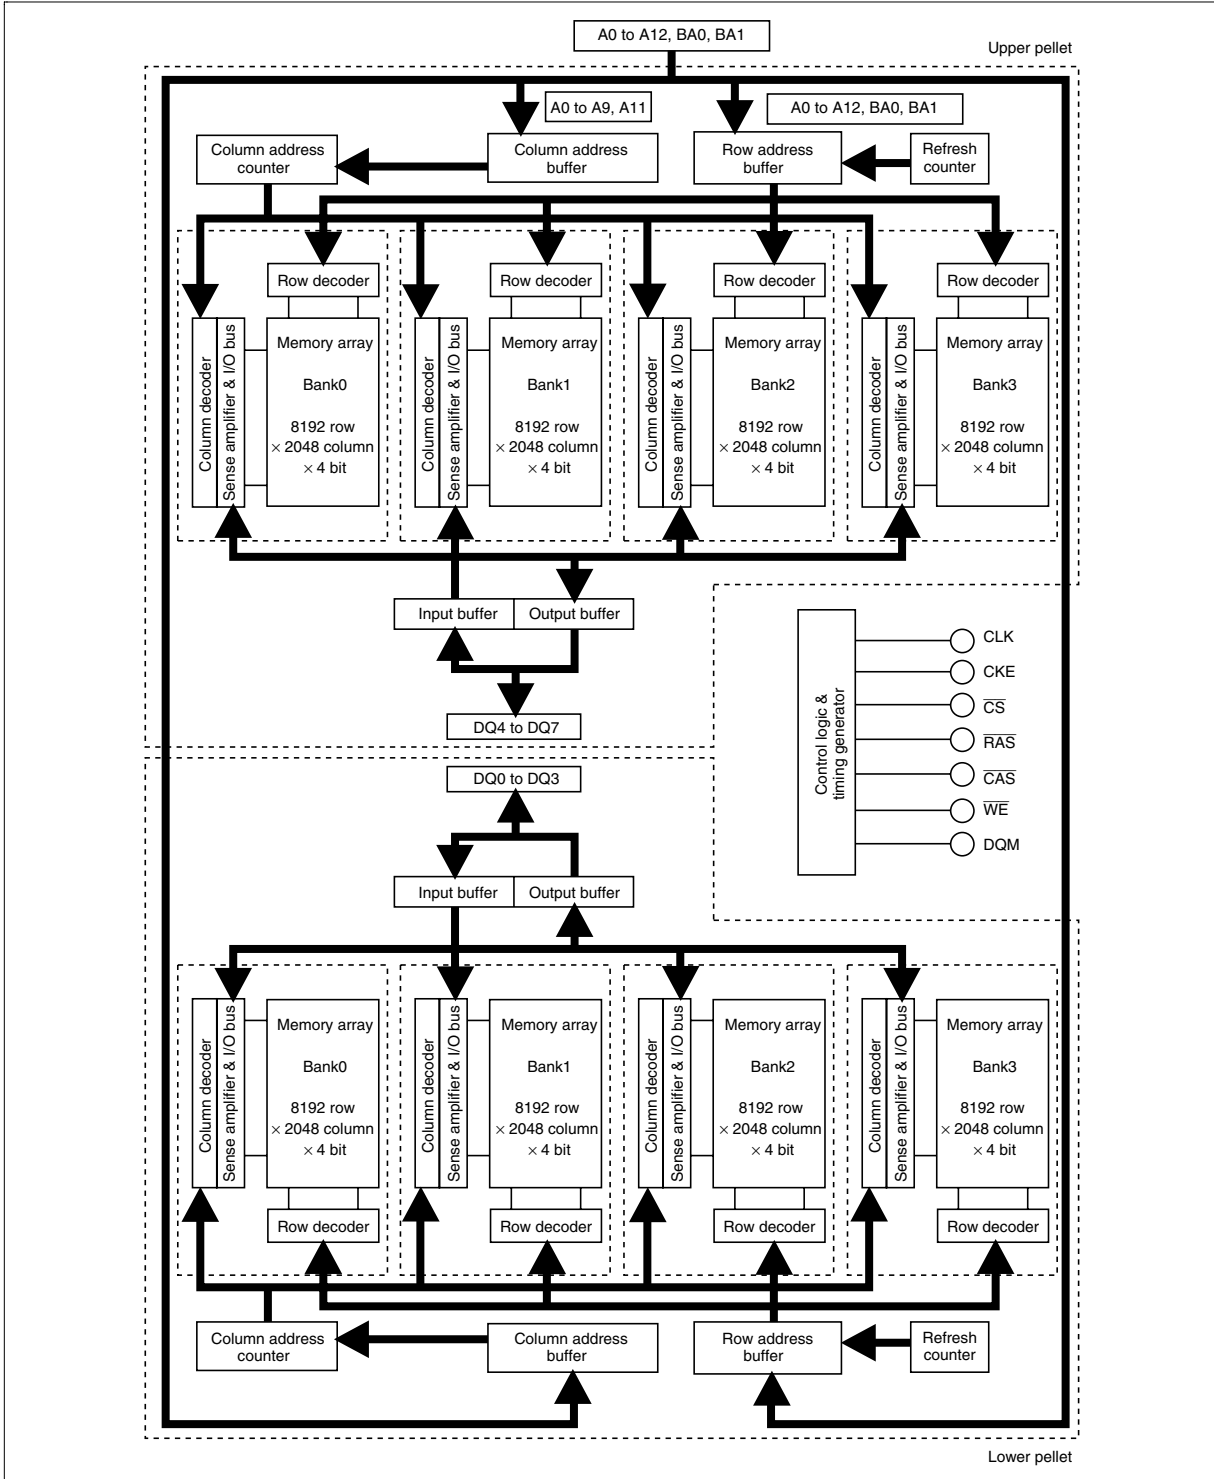 A0 to A12, BA0, BA1
Upper pellet
A0 to A9, A11
A0 to A12, BA0, BA1
Column address
counter
Column address
buffer
Row address
buffer
Refresh
counter
Row decoder
Row decoder
Row decoder
Row decoder
Column decoder
Sense amplifier & I/O bus
Memory array
Bank0
8192 row
× 2048 column
× 4 bit
Column decoder
Sense amplifier & I/O bus
Memory array
Bank1
8192 row
× 2048 column
× 4 bit
Column decoder
Sense amplifier & I/O bus
Memory array
Bank2
8192 row
× 2048 column
× 4 bit
Column decoder
Sense amplifier & I/O bus
Memory array
Bank3
8192 row
× 2048 column
× 4 bit
Input buffer
Output buffer
DQ4 to DQ7
Control logic &
timing generator
CLK
CKE
C̅S̅
R̅A̅S̅
C̅A̅S̅
W̅E̅
DQM
DQ0 to DQ3
Input buffer
Output buffer
Column decoder
Sense amplifier & I/O bus
Memory array
Bank0
8192 row
× 2048 column
× 4 bit
Column decoder
Sense amplifier & I/O bus
Memory array
Bank1
8192 row
× 2048 column
× 4 bit
Column decoder
Sense amplifier & I/O bus
Memory array
Bank2
8192 row
× 2048 column
× 4 bit
Column decoder
Sense amplifier & I/O bus
Memory array
Bank3
8192 row
× 2048 column
× 4 bit
Row decoder
Row decoder
Row decoder
Row decoder
Column address
counter
Column address
buffer
Row address
buffer
Refresh
counter
Lower pellet